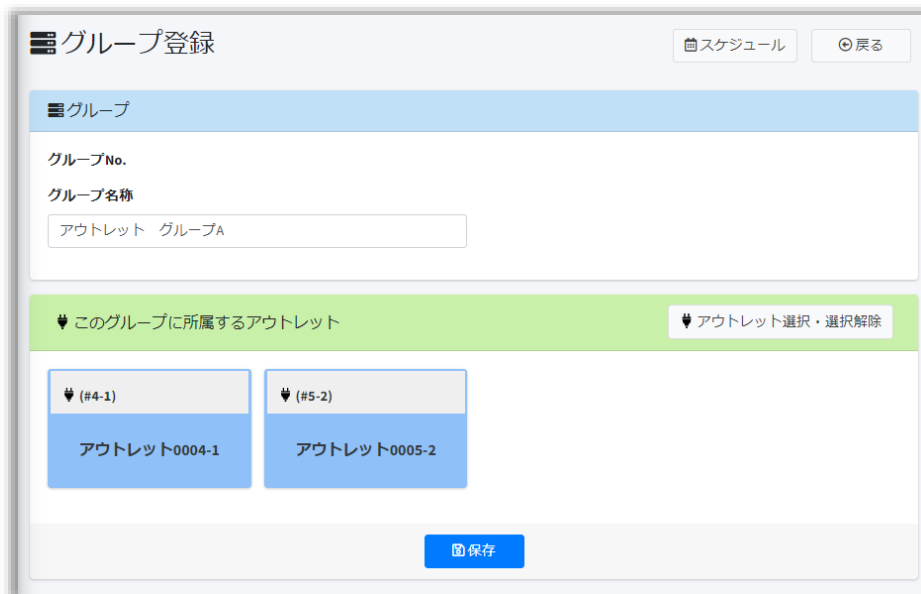 グループ登録
スケジュール
戻る
グループ
グループNo.
グループ名称
アウトレット　グループA
このグループに所属するアウトレット
アウトレット選択・選択解除
(#4-1)
(#5-2)
アウトレット0004-1
アウトレット0005-2
保存